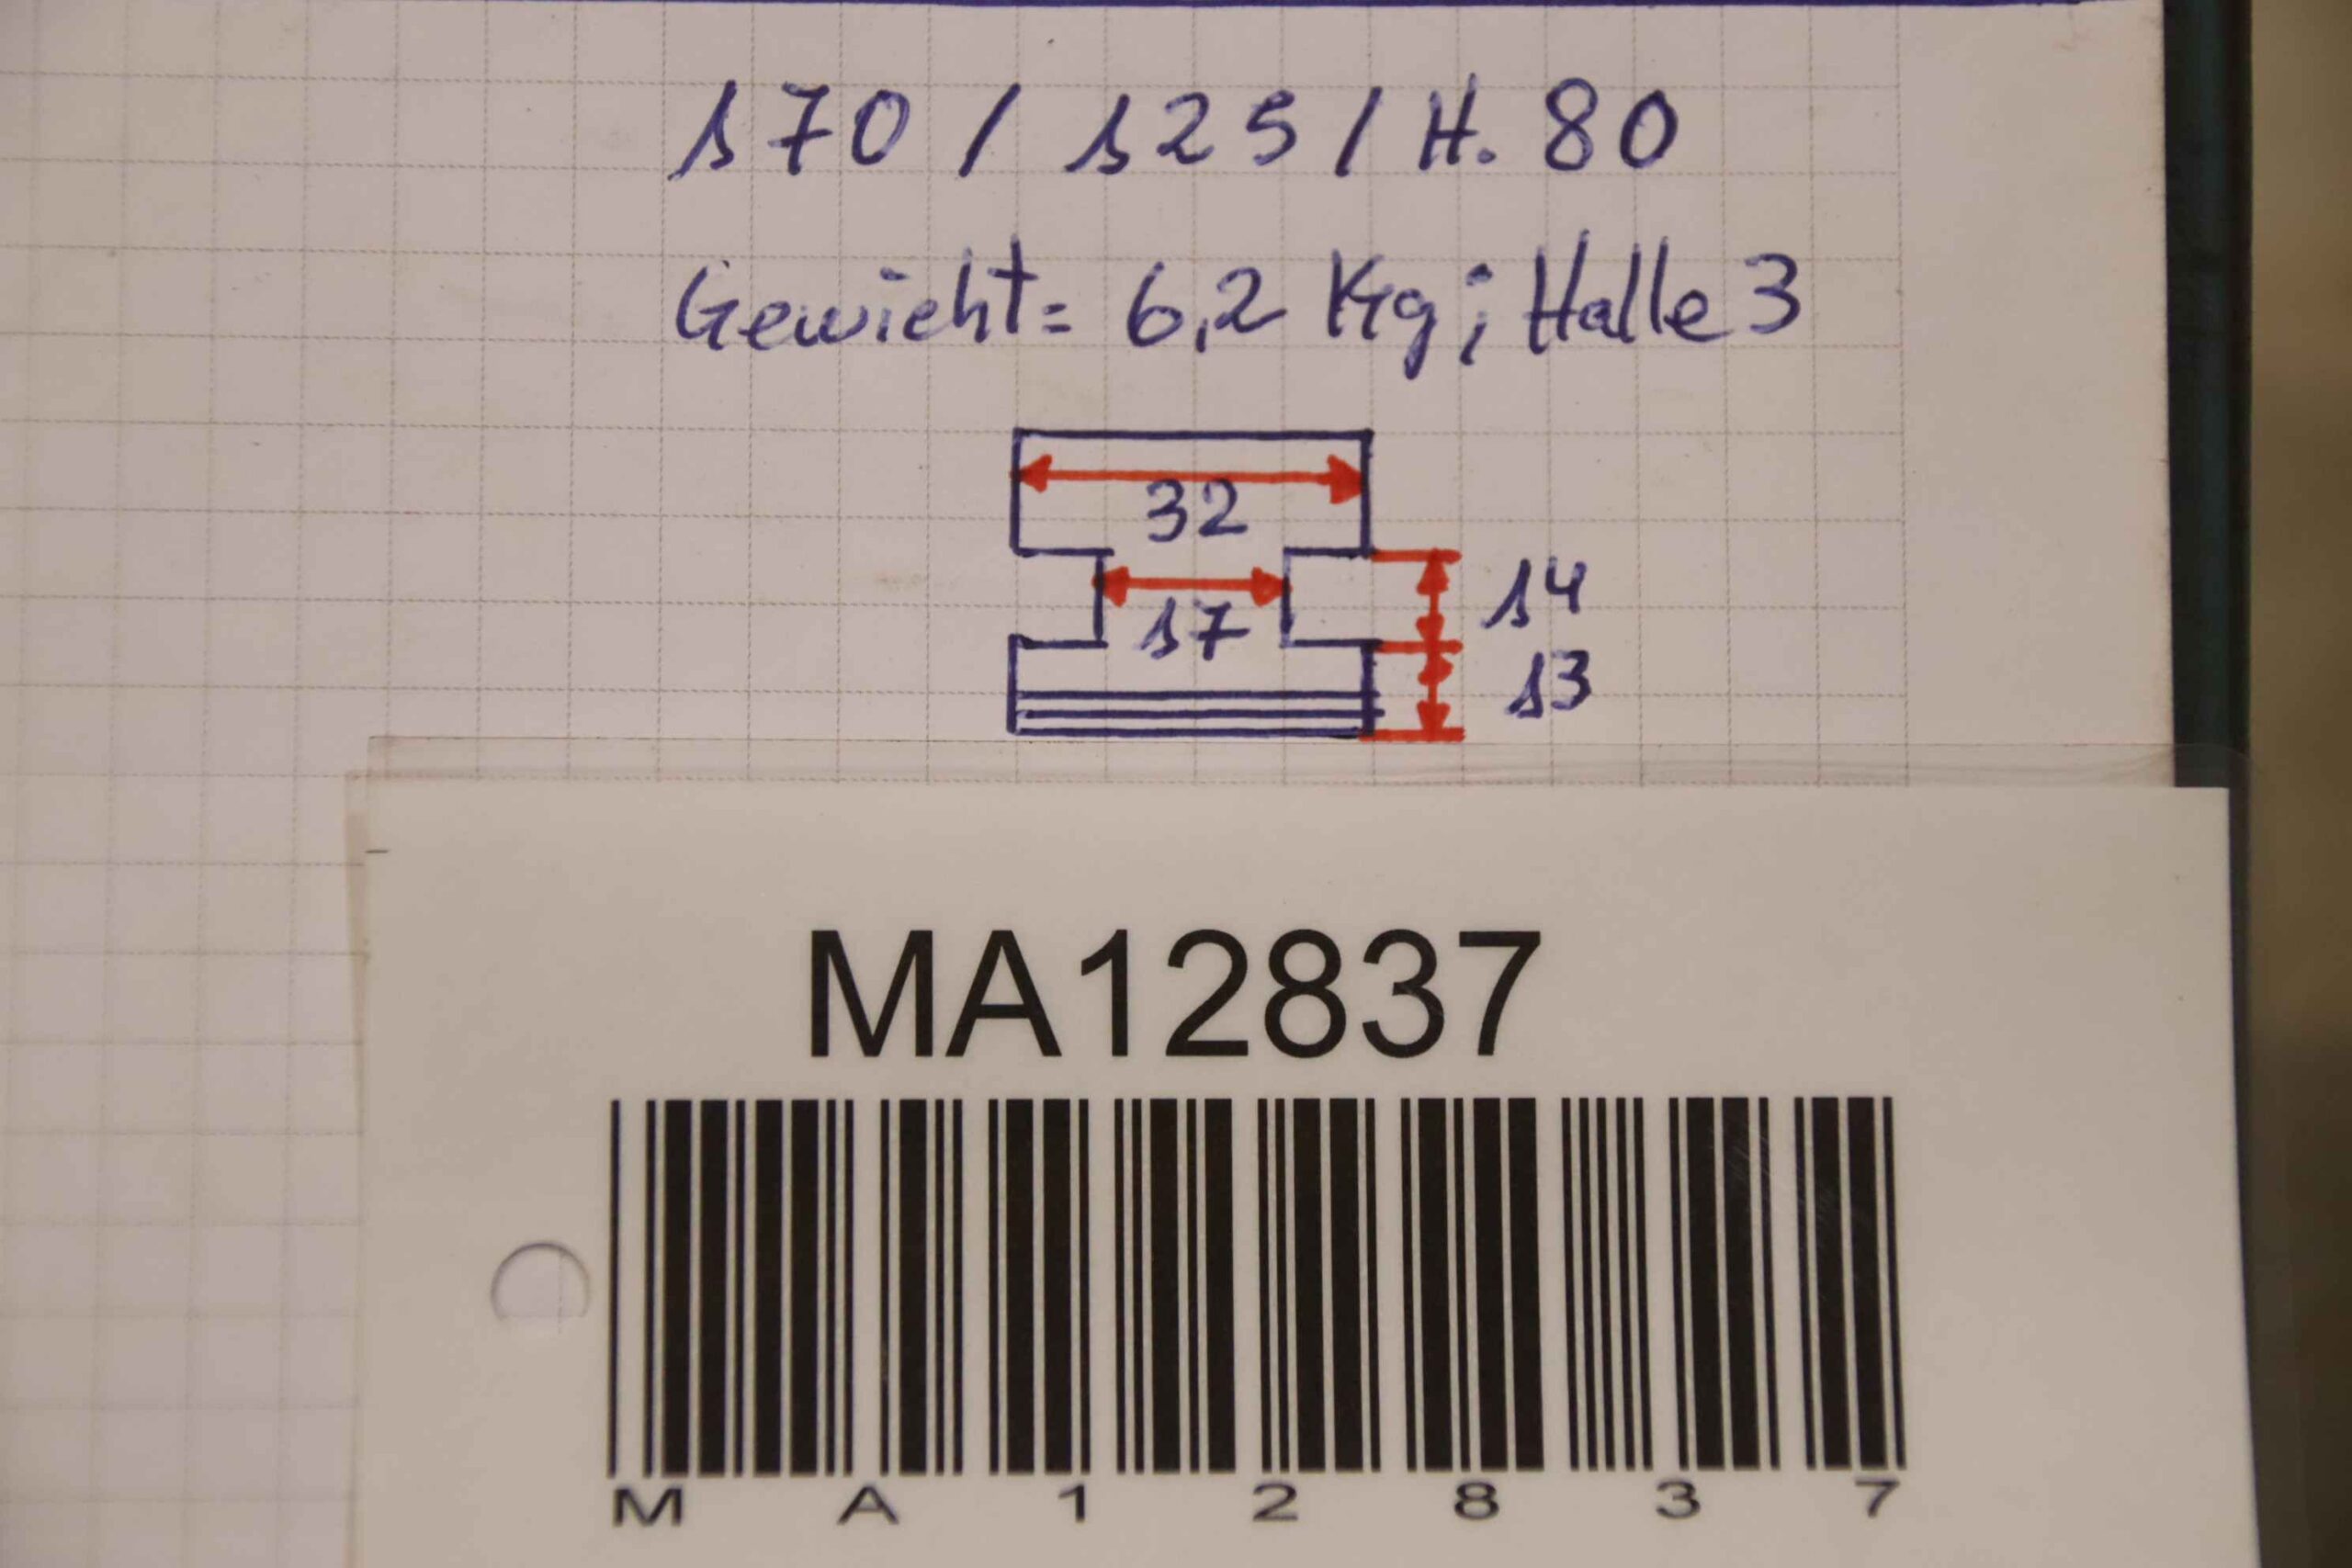 170 / 125 / H. 80
Gewicht= 6,2 Kg; Halle 3
32
14
17
13
MA12837
M A 1 2 8 3 7